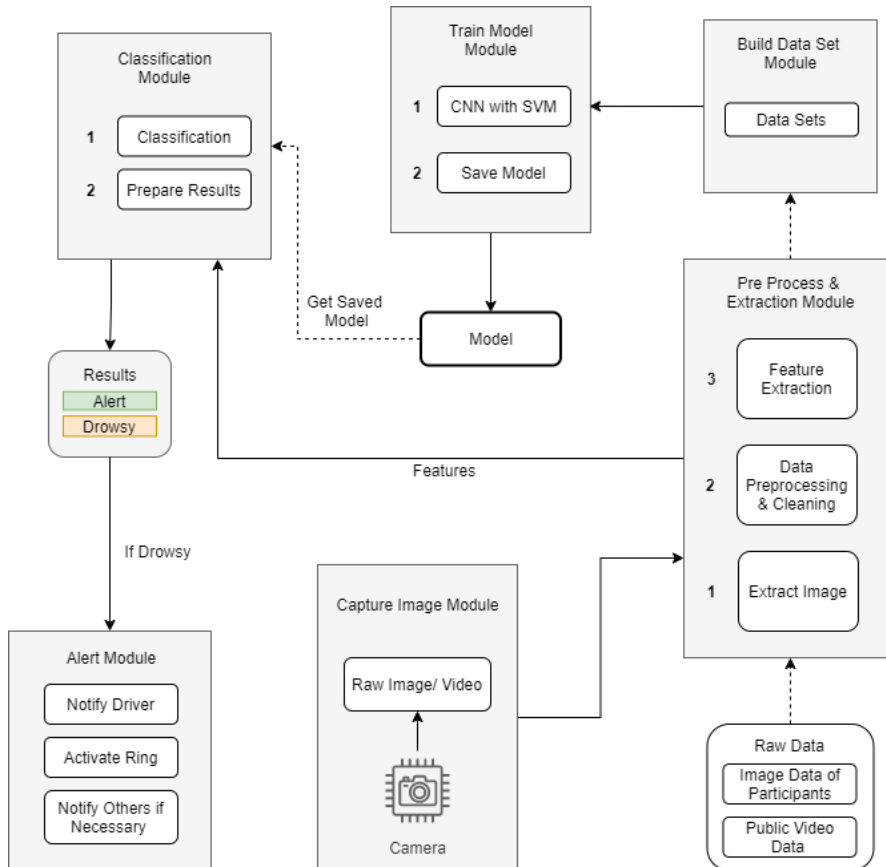 Classification
Module
1
Classification
2
Prepare Results
Train Model
Module
1
CNN with SVM
2
Save Model
Build Data Set
Module
Data Sets
Get Saved
Model
Model
Pre Process &
Extraction Module
3
Feature
Extraction
2
Data
Preprocessing
& Cleaning
1
Extract Image
Results
Alert
Drowsy
Features
If Drowsy
Alert Module
Notify Driver
Activate Ring
Notify Others if
Necessary
Capture Image Module
Raw Image/ Video
Camera
Raw Data
Image Data of
Participants
Public Video
Data